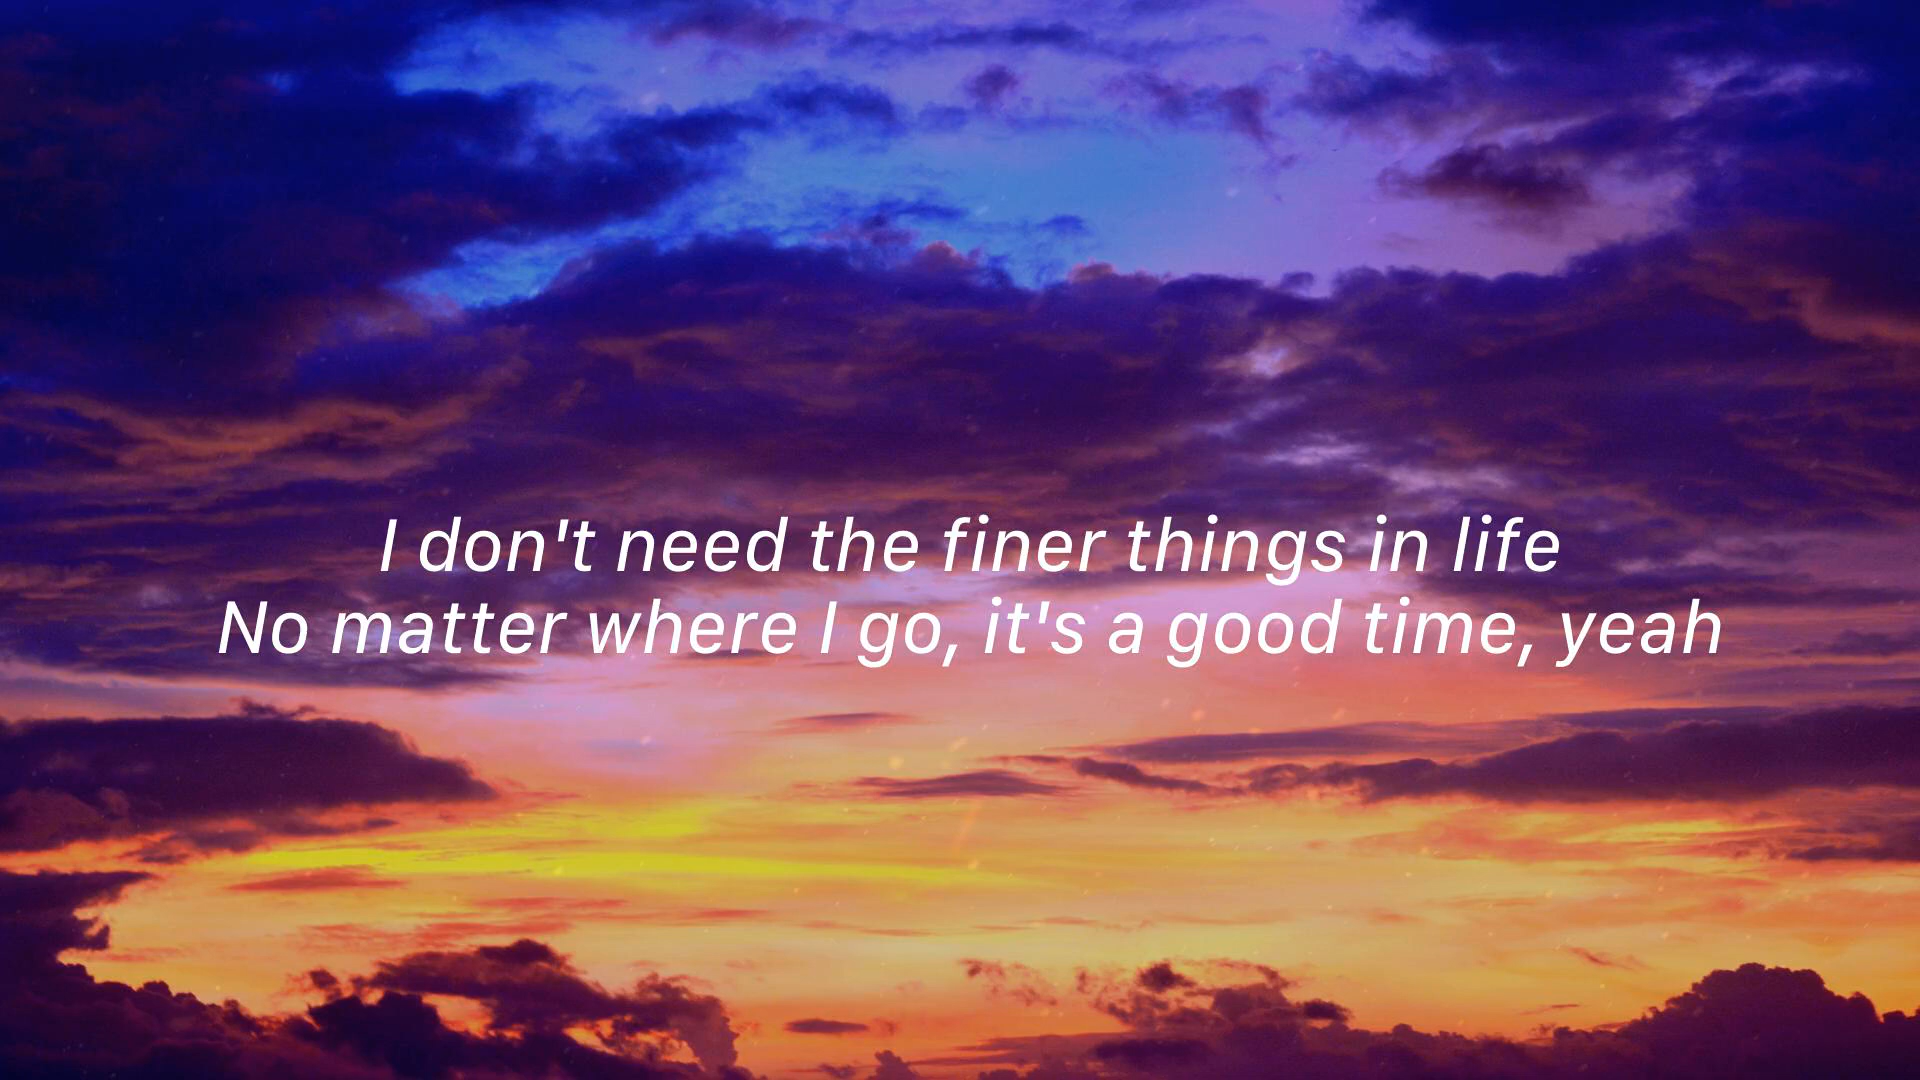 I don't need the finer things in life
No matter where I go, it's a good time, yeah